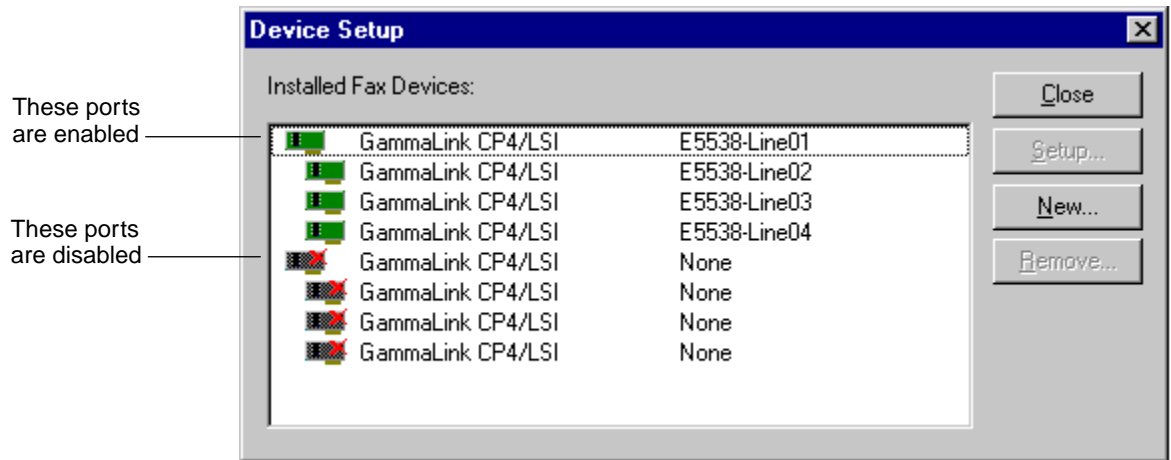 Device Setup
Installed Fax Devices:
These ports
are enabled
GammaLink CP4/LSI E5538-Line01
GammaLink CP4/LSI E5538-Line02
GammaLink CP4/LSI E5538-Line03
GammaLink CP4/LSI E5538-Line04
These ports
are disabled
GammaLink CP4/LSI None
GammaLink CP4/LSI None
GammaLink CP4/LSI None
GammaLink CP4/LSI None
Close
Setup...
New...
Remove...